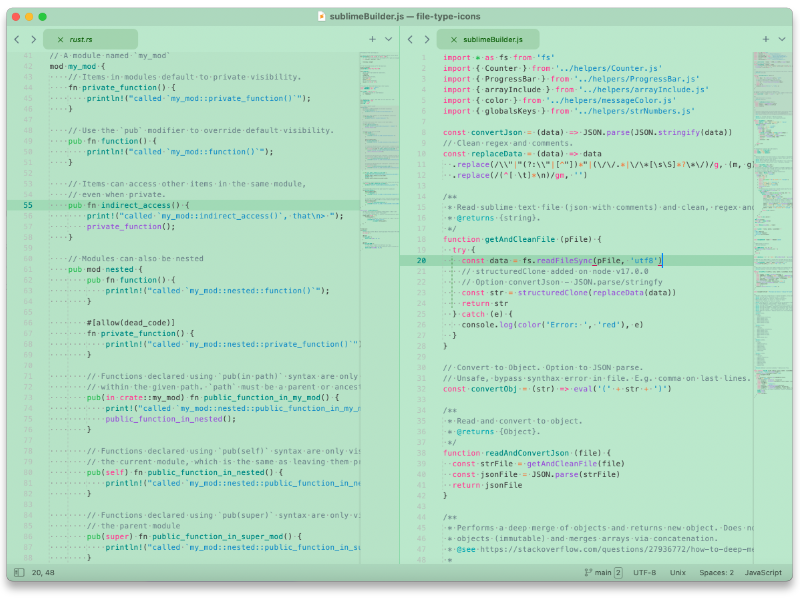 sublimeBuilder.js — file-type-icons
rust.rs
41 // A module named `my_mod`
42 mod my_mod {
43 // Items in modules default to private visibility.
44 fn private_function() {
45 println!("called `my_mod::private_function()`");
46 }
47
48 // Use the `pub` modifier to override default visibility.
49 pub fn function() {
50 println!("called `my_mod::function()`");
51 }
52
53 // Items can access other items in the same module,
54 // even when private.
55 pub fn indirect_access() {
56 print!("called `my_mod::indirect_access()`, that\n> ");
57 private_function();
58 }
59
60 // Modules can also be nested
61 pub mod nested {
62 pub fn function() {
63 println!("called `my_mod::nested::function()`");
64 }
65
66 #[allow(dead_code)]
67 fn private_function() {
68 println!("called `my_mod::nested::private_function()`"
69 }
70
71 // Functions declared using `pub(in path)` syntax are only
72 // within the given path. `path` must be a parent or ances
73 pub(in crate::my_mod) fn public_function_in_my_mod() {
74 print!("called `my_mod::nested::public_function_in_my_m
75 public_function_in_nested();
76 }
77
78 // Functions declared using `pub(self)` syntax are only vi
79 // the current module, which is the same as leaving them p
80 pub(self) fn public_function_in_nested() {
81 println!("called `my_mod::nested::public_function_in_ne
82 }
83
84 // Functions declared using `pub(super)` syntax are only v
85 // the parent module
86 pub(super) fn public_function_in_super_mod() {
87 println!("called `my_mod::nested::public_function_in_su
88 }
sublimeBuilder.js
1 import * as fs from 'fs'
2 import { Counter } from '../helpers/Counter.js'
3 import { ProgressBar } from '../helpers/ProgressBar.js'
4 import { arrayInclude } from '../helpers/arrayInclude.js'
5 import { color } from '../helpers/messageColor.js'
6 import { globalsKeys } from '../helpers/strNumbers.js'
7
8 const convertJson = (data) => JSON.parse(JSON.stringify(data))
9 // Clean regex and comments.
10 const replaceData = (data) => data
11 .replace(/\\"|"(?:\\"|[^"])*"|(\/\/.*|\/\*[\s\S]*?\*\/)/g, (m, g)
12 .replace(/(^[ \t]*\n)/gm, '')
13
14 /**
15 * Read sublime text file (json with comments) and clean, regex an
16 * @returns {string}.
17 */
18 function getAndCleanFile (pFile) {
19 try {
20 const data = fs.readFileSync(pFile, 'utf8')
21 // structuredClone added on node v17.0.0
22 // Option convertJson - JSON.parse/stringfy
23 const str = structuredClone(replaceData(data))
24 return str
25 } catch (e) {
26 console.log(color('Error: ', 'red'), e)
27 }
28 }
29
30 // Convert to Object. Option to JSON.parse.
31 // Unsafe, bypass syntax error in file. E.g. comma on last lines.
32 const convertObj = (str) => eval('(' + str + ')')
33
34 /**
35 * Read and convert to object.
36 * @returns {Object}.
37 */
38 function readAndConvertJson (file) {
39 const strFile = getAndCleanFile(file)
40 const jsonFile = JSON.parse(strFile)
41 return jsonFile
42 }
43
44 /**
45 * Performs a deep merge of objects and returns new object. Does n
46 * objects (immutable) and merges arrays via concatenation.
47 * @see https://stackoverflow.com/questions/27936772/how-to-deep-m
48 *
20, 48
main 2 UTF-8 Unix Spaces: 2 JavaScript